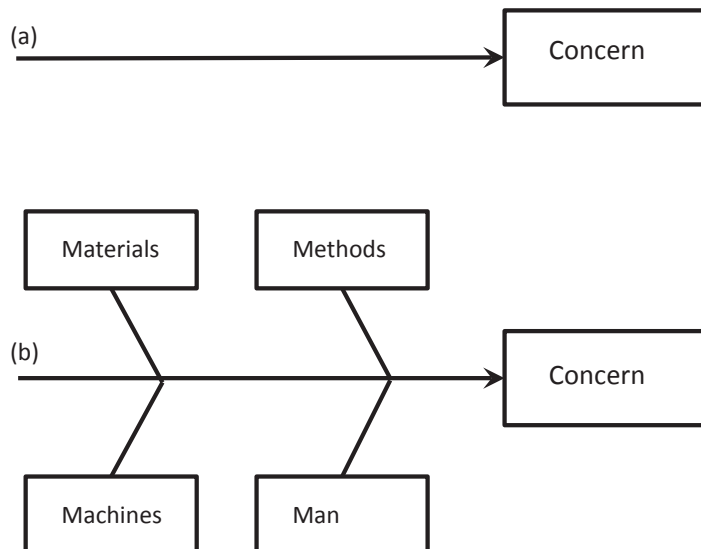 (a)
Concern
Materials
Methods
(b)
Concern
Machines
Man